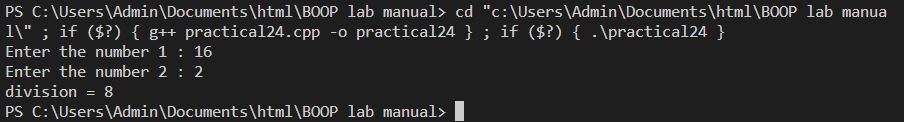 PS C:\Users\Admin\Documents\html\BOOP lab manual> cd "c:\Users\Admin\Documents\html\BOOP lab manua
l\" ; if ($?) { g++ practical24.cpp -o practical24 } ; if ($?) { .\practical24 }
Enter the number 1 : 16
Enter the number 2 : 2
division = 8
PS C:\Users\Admin\Documents\html\BOOP lab manual>